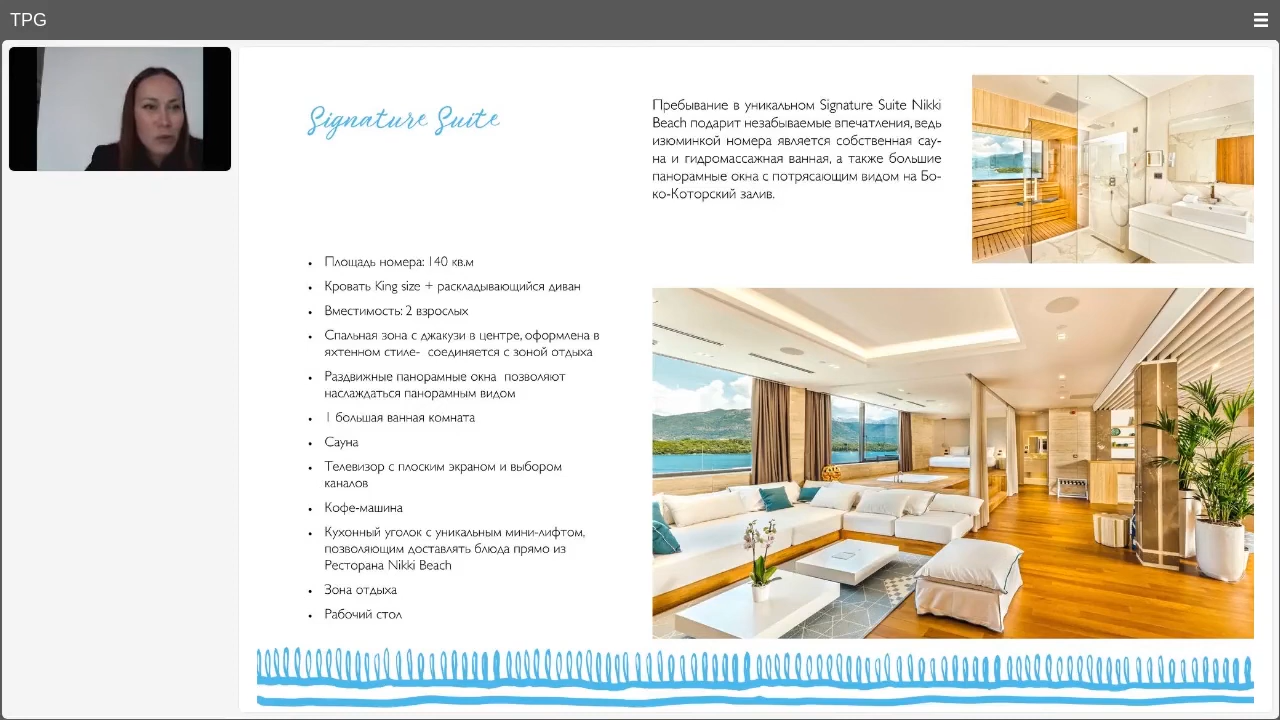 TPG
Signature Suite
Пребывание в уникальном Signature Suite Nikki
Beach подарит незабываемые впечатления, ведь
изюминкой номера является собственная сау-
на и гидромассажная ванная, а также большие
панорамные окна с потрясающим видом на Бо-
ко-Которский залив.
• Площадь номера: 140 кв.м
• Кровать King size + раскладывающийся диван
• Вместимость: 2 взрослых
• Спальная зона с джакузи в центре, оформлена в
яхтенном стиле- соединяется с зоной отдыха
• Раздвижные панорамные окна позволяют
наслаждаться панорамным видом
• 1 большая ванная комната
• Сауна
• Телевизор с плоским экраном и выбором
каналов
• Кофе-машина
• Кухонный уголок с уникальным мини-лифтом,
позволяющим доставлять блюда прямо из
Ресторана Nikki Beach
• Зона отдыха
• Рабочий стол